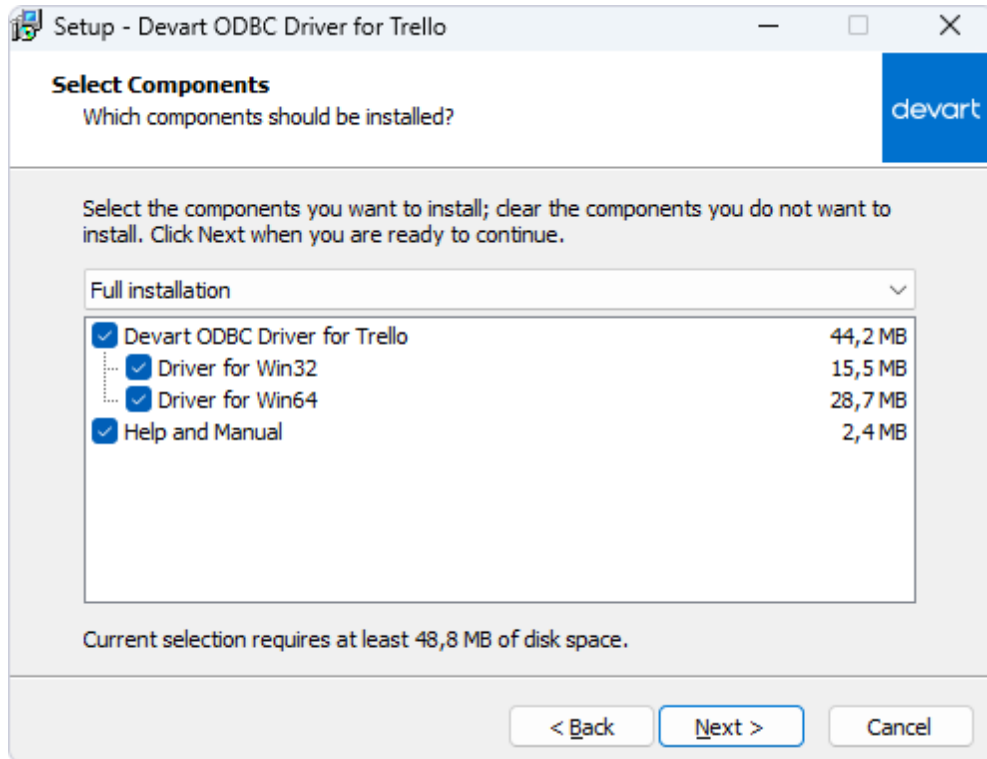 Setup - Devart ODBC Driver for Trello
Select Components
Which components should be installed?
devart
Select the components you want to install; clear the components you do not want to
install. Click Next when you are ready to continue.
Full installation
Devart ODBC Driver for Trello 44,2 MB
Driver for Win32 15,5 MB
Driver for Win64 28,7 MB
Help and Manual 2,4 MB
Current selection requires at least 48,8 MB of disk space.
< Back Next > Cancel